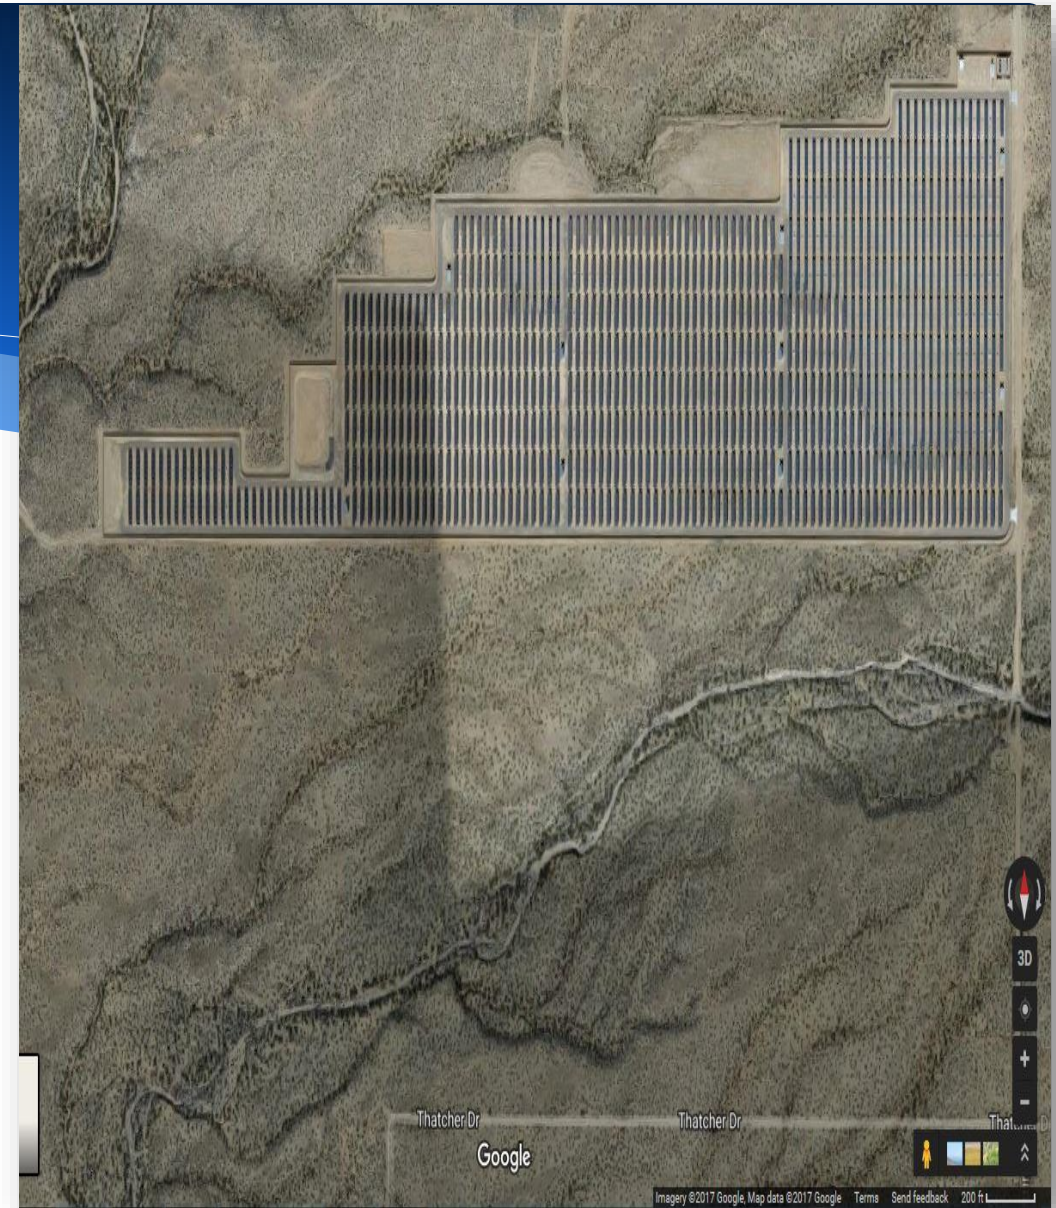 3D
+
−
Thatcher Dr
Thatcher Dr
Google
Imagery ©2017 Google, Map data ©2017 Google Terms Send feedback 200 ft